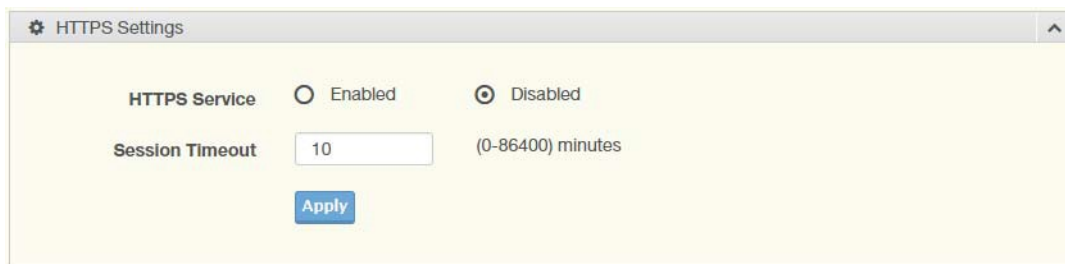 HTTPS Settings
HTTPS Service Enabled Disabled
Session Timeout 10 (0-86400) minutes
Apply